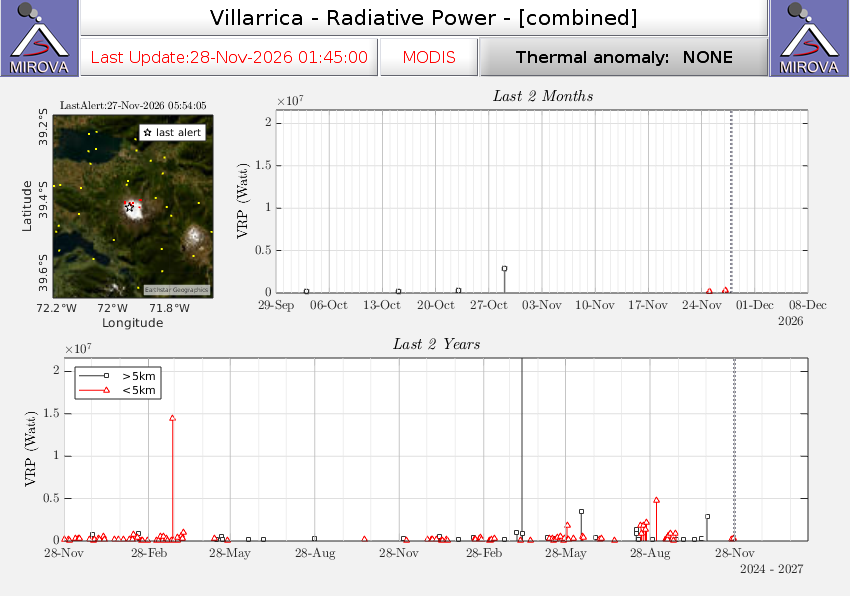 Villarrica - Radiative Power - [combined]
MIROVA
Last Update:28-Nov-2026 01:45:00
MODIS
Thermal anomaly: NONE
MIROVA
LastAlert:27-Nov-2026 05:54:05
last alert
39.2°S
39.4°S
39.6°S
Latitude
Earthstar Geographics
72.2°W 72°W 71.8°W
Longitude
Last 2 Months
×10⁷
VRP (Watt)
2
1.5
1
0.5
0
29-Sep 06-Oct 13-Oct 20-Oct 27-Oct 03-Nov 10-Nov 17-Nov 24-Nov 01-Dec 08-Dec
2026
Last 2 Years
×10⁷
VRP (Watt)
>5km
<5km
2
1.5
1
0.5
0
28-Nov 28-Feb 28-May 28-Aug 28-Nov 28-Feb 28-May 28-Aug 28-Nov
2024 - 2027